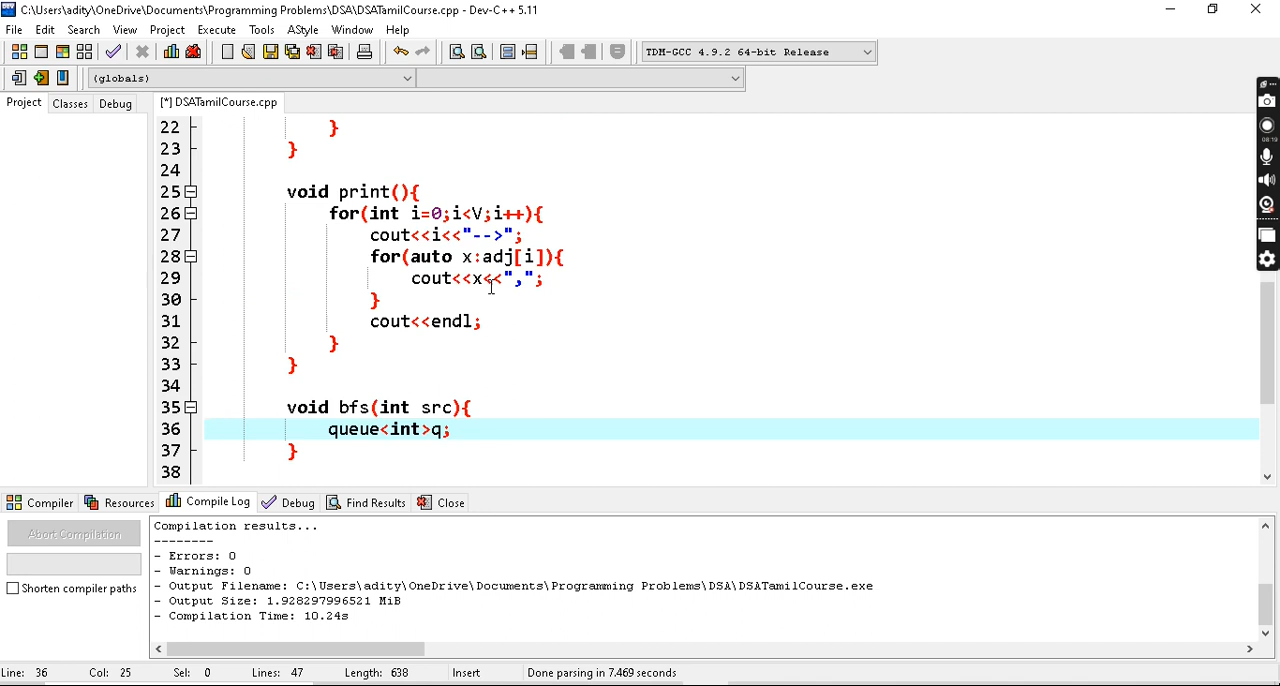 C:\Users\adity\OneDrive\Documents\Programming Problems\DSA\DSATamilCourse.cpp - Dev-C++ 5.11
File Edit Search View Project Execute Tools AStyle Window Help
TDM-GCC 4.9.2 64-bit Release
(globals)
Project Classes Debug [*] DSATamilCourse.cpp
22 }
23 }
24
25 void print(){
26 for(int i=0;i<V;i++){
27 cout<<i<<"-->";
28 for(auto x:adj[i]){
29 cout<<x<<",";
30 }
31 cout<<endl;
32 }
33 }
34
35 void bfs(int src){
36 queue<int>q;
37 }
38
08:19
Compiler Resources Compile Log Debug Find Results Close
Abort Compilation
Shorten compiler paths
Compilation results...
--------
- Errors: 0
- Warnings: 0
- Output Filename: C:\Users\adity\OneDrive\Documents\Programming Problems\DSA\DSATamilCourse.exe
- Output Size: 1.928297996521 MiB
- Compilation Time: 10.24s
Line: 36 Col: 25 Sel: 0 Lines: 47 Length: 638 Insert Done parsing in 7.469 seconds